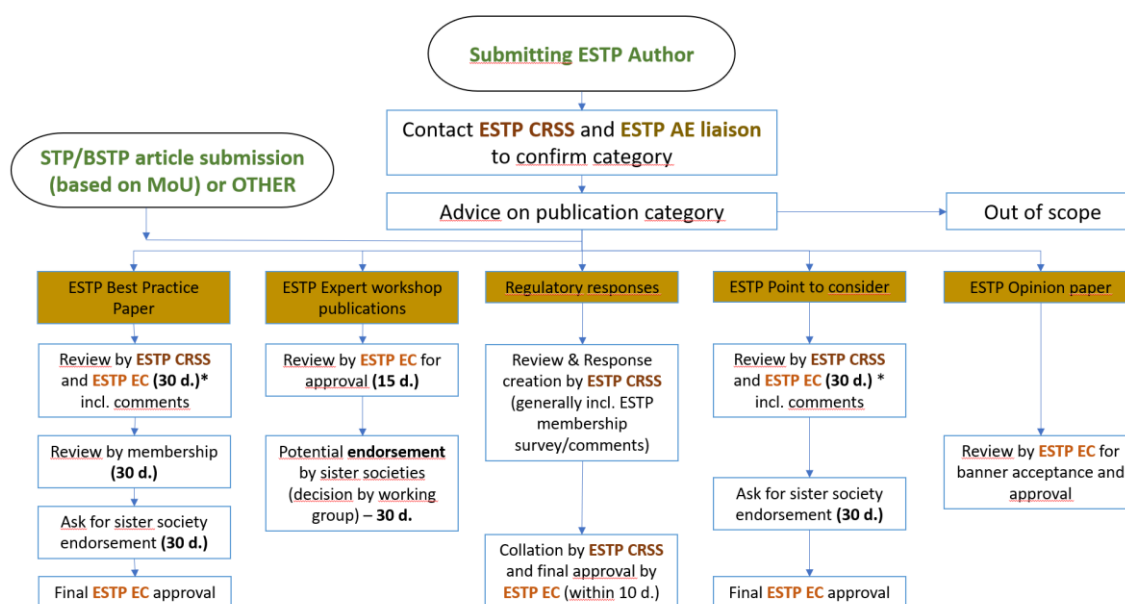 Submitting ESTP Author
Contact ESTP CRSS and ESTP AE liaison
to confirm category
STP/BSTP article submission
(based on MoU) or OTHER
Advice on publication category
Out of scope
ESTP Best Practice
Paper
ESTP Expert workshop
publications
Regulatory responses
ESTP Point to consider
ESTP Opinion paper
Review by ESTP CRSS
and ESTP EC (30 d.)*
incl. comments
Review by membership
(30 d.)
Ask for sister society
endorsement (30 d.)
Final ESTP EC approval
Review by ESTP EC for
approval (15 d.)
Potential endorsement
by sister societies
(decision by working
group) – 30 d.
Review & Response
creation by ESTP CRSS
(generally incl. ESTP
membership
survey/comments)
Collation by ESTP CRSS
and final approval by
ESTP EC (within 10 d.)
Review by ESTP CRSS
and ESTP EC (30 d.) *
incl. comments
Ask for sister society
endorsement (30 d.)
Final ESTP EC approval
Review by ESTP EC for
banner acceptance and
approval